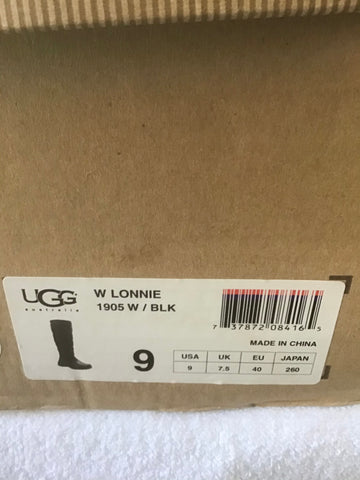 UGG
australia
W LONNIE
1905 W / BLK
7 37872 08416 5
MADE IN CHINA
9
USA UK EU JAPAN
9 7.5 40 260